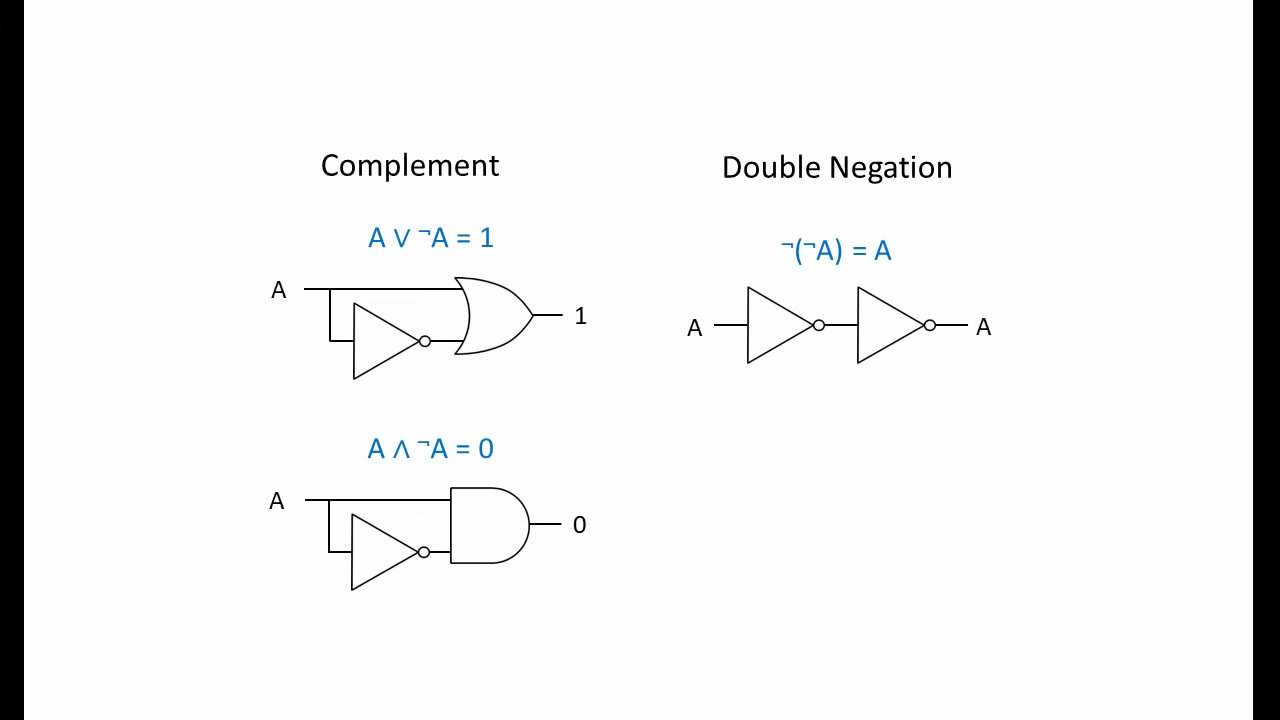 Complement
A ∨ ¬A = 1
A
1
A ∧ ¬A = 0
A
0
Double Negation
¬(¬A) = A
A
A